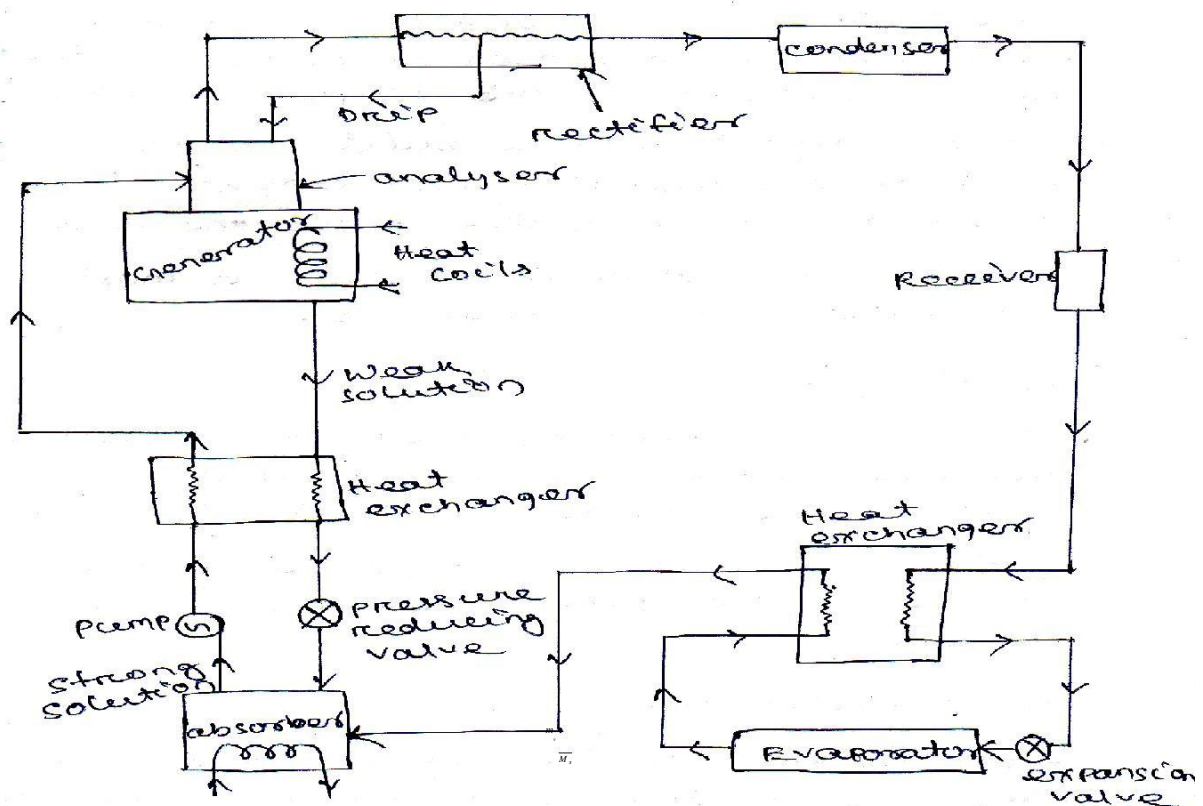 condenser
Drip
rectifier
analyser
Generator
Heat
coils
Receiver
Weak
solution
Heat
exchanger
Heat
exchanger
Pump
pressure
reducing
valve
strong
solution
absorber
Evaporator
expansion
valve